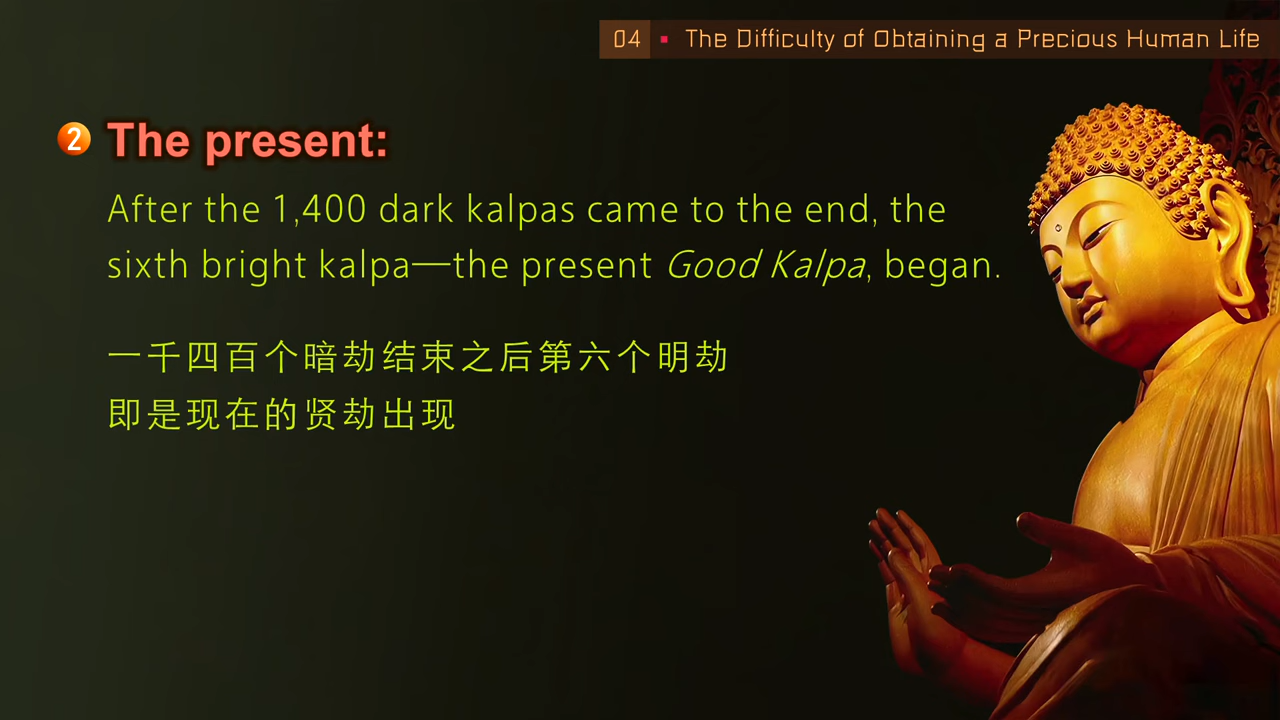 04 ▪ The Difficulty of Obtaining a Precious Human Life
2 The present:
After the 1,400 dark kalpas came to the end, the
sixth bright kalpa—the present Good Kalpa, began.
一千四百个暗劫结束之后第六个明劫
即是现在的贤劫出现